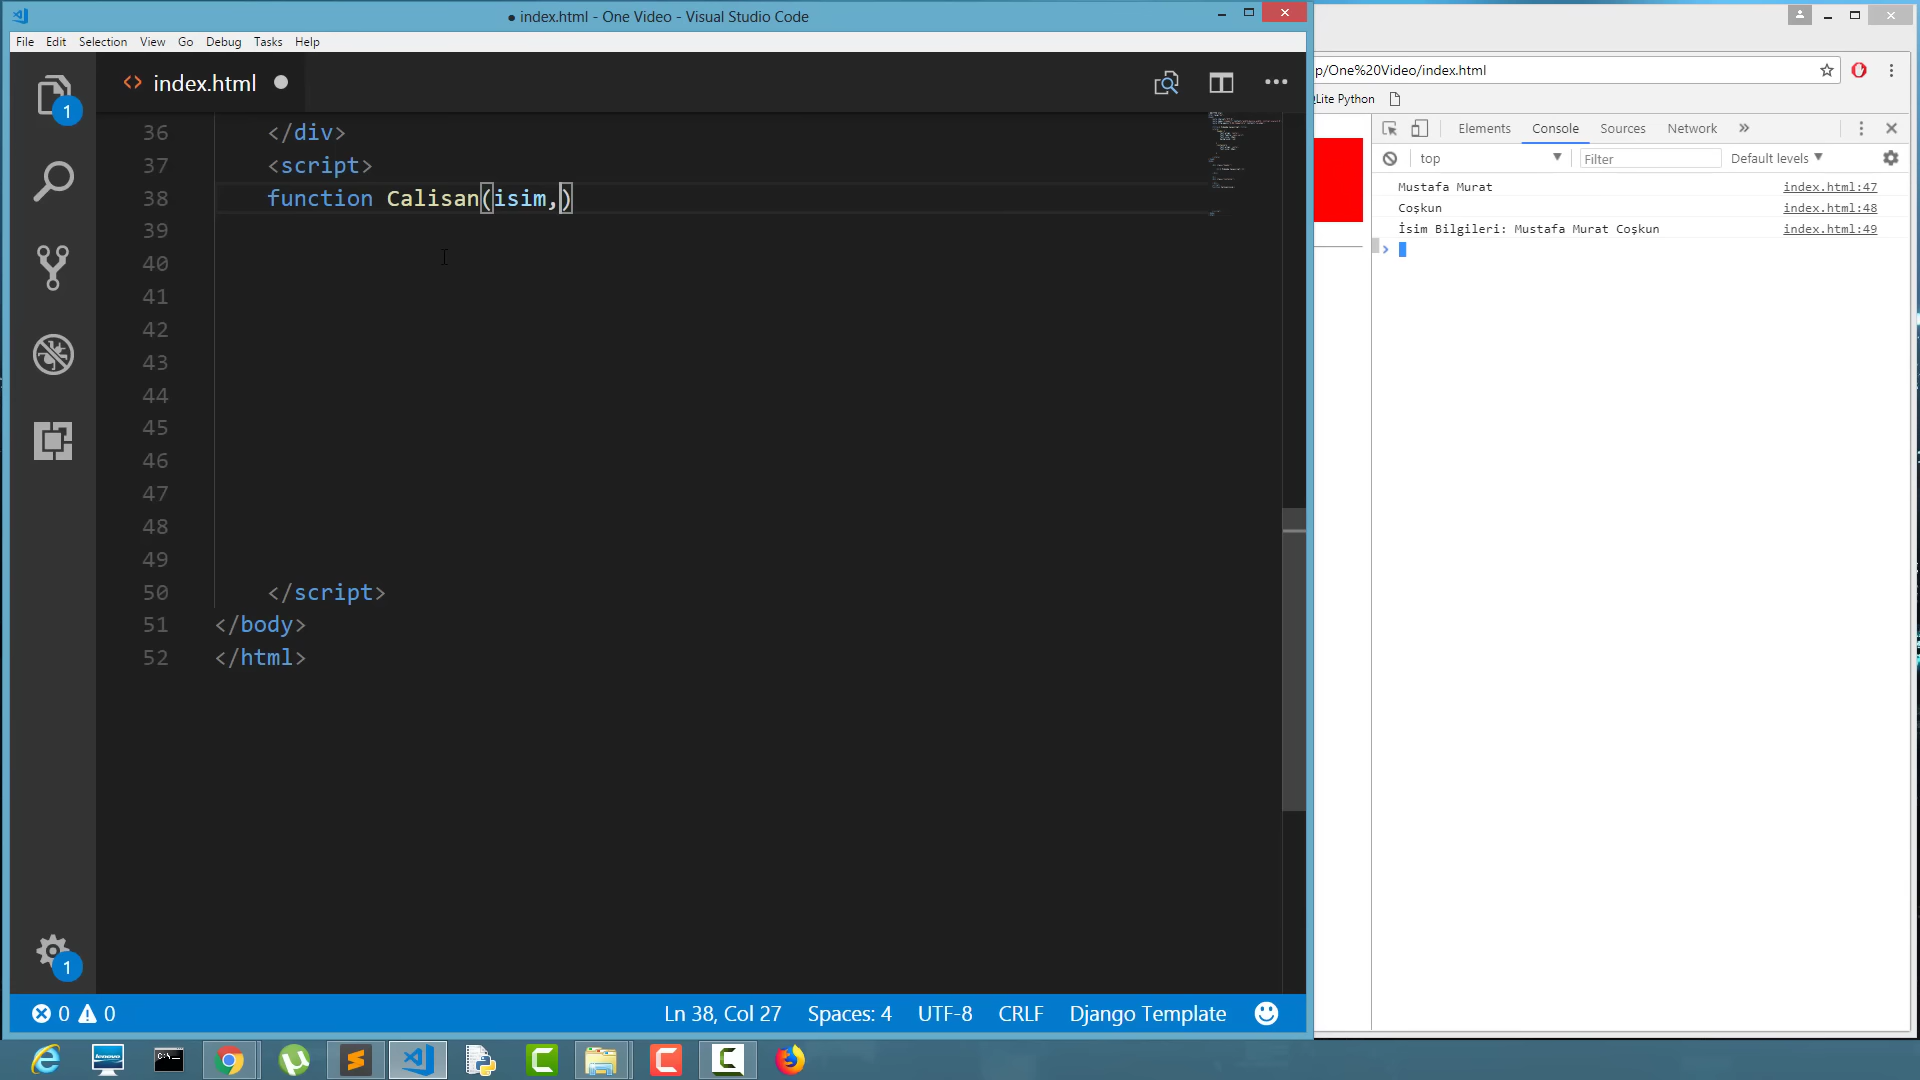 index.html - One Video - Visual Studio Code
File Edit Selection View Go Debug Tasks Help
index.html
1
36 </div>
37 <script>
38 function Calisan(isim,)
39
40
41
42
43
44
45
46
47
48
49
50 </script>
51 </body>
52 </html>
1
0 0 Ln 38, Col 27 Spaces: 4 UTF-8 CRLF Django Template
p/One%20Video/index.html
Lite Python
Elements Console Sources Network
top Filter Default levels
Mustafa Murat index.html:47
Coşkun index.html:48
İsim Bilgileri: Mustafa Murat Coşkun index.html:49
lenovo
C:\_